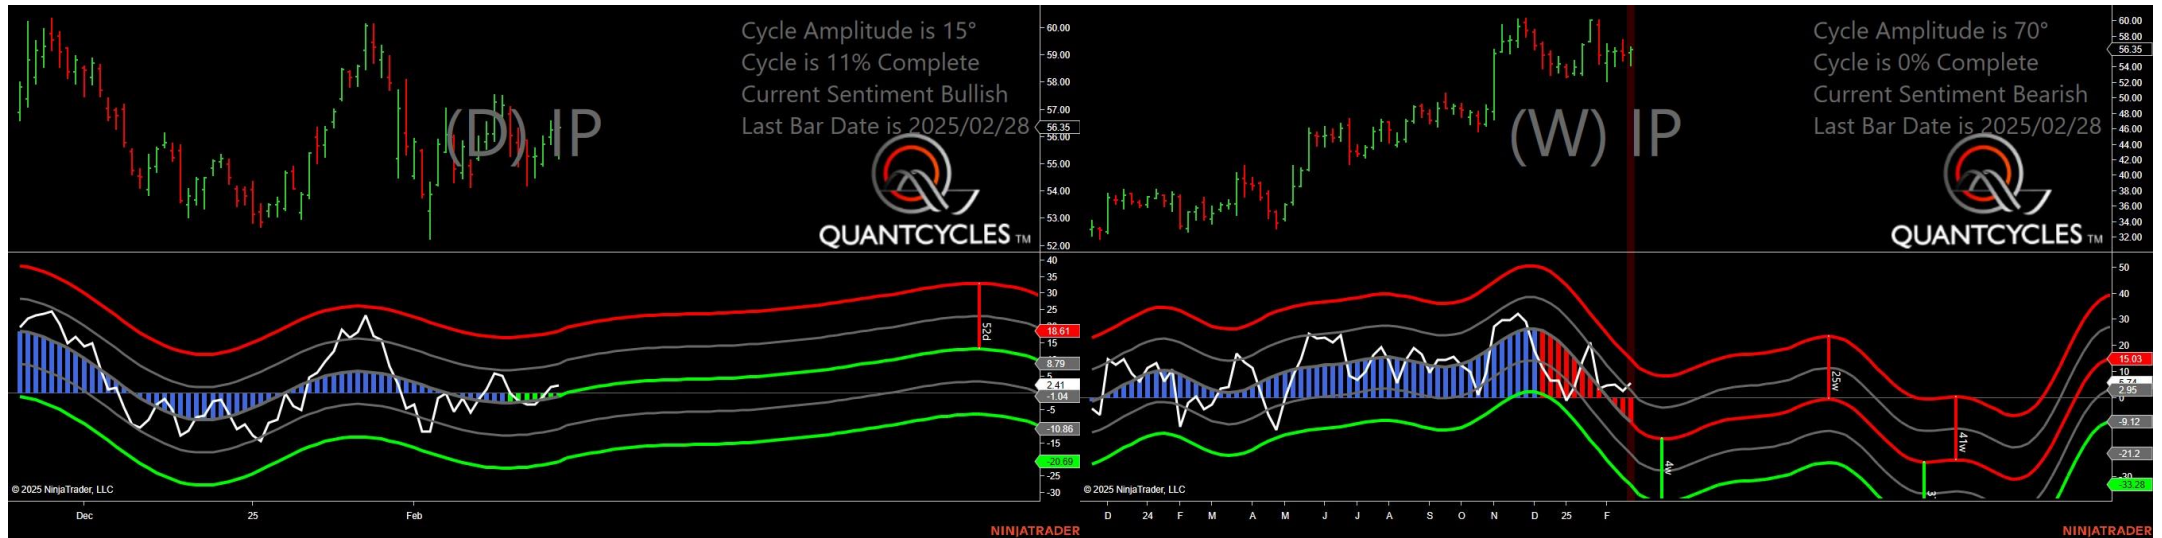 Cycle Amplitude is 15°
Cycle is 11% Complete
Current Sentiment Bullish
Last Bar Date is 2025/02/28
(D) IP
QUANTCYCLES TM
60.00
59.00
58.00
57.00
56.35
56.00
55.00
54.00
53.00
52.00
40
35
30
25
18.61
15
8.79
5
2.41
-1.04
-5
-10.86
-15
-20.69
-25
-30
52d
© 2025 NinjaTrader, LLC
Dec
25
Feb
NINJATRADER
Cycle Amplitude is 70°
Cycle is 0% Complete
Current Sentiment Bearish
Last Bar Date is 2025/02/28
(W) IP
QUANTCYCLES TM
60.00
58.00
56.35
54.00
52.00
50.00
48.00
46.00
44.00
42.00
40.00
38.00
36.00
34.00
32.00
50
40
30
20
15.03
10
2.95
0
-9.12
-21.2
-30
-33.28
25w
41w
4w
© 2025 NinjaTrader, LLC
D
24
F
M
A
M
J
J
A
S
O
N
D
25
F
NINJATRADER